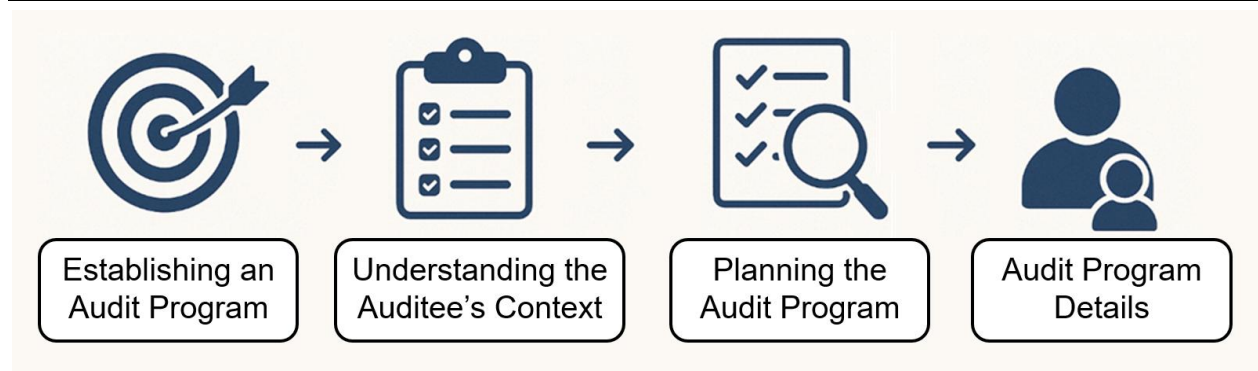 Establishing an
Audit Program
Understanding the
Auditee's Context
Planning the
Audit Program
Audit Program
Details